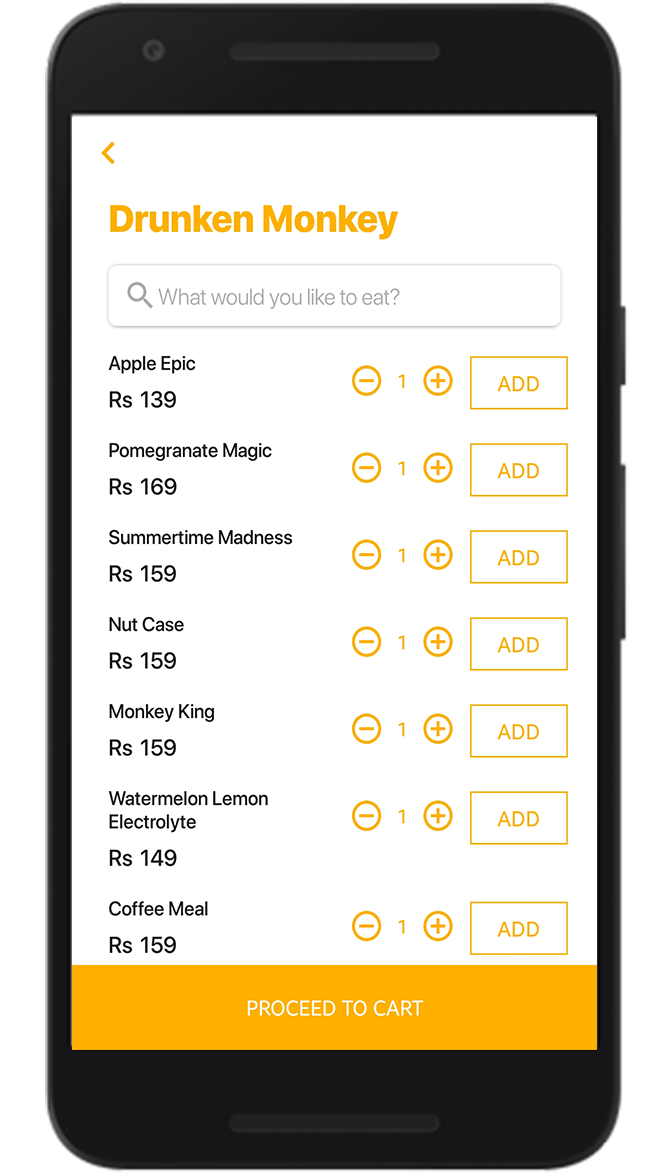 Drunken Monkey
What would you like to eat?
Apple Epic
Rs 139
1
ADD
Pomegranate Magic
Rs 169
1
ADD
Summertime Madness
Rs 159
1
ADD
Nut Case
Rs 159
1
ADD
Monkey King
Rs 159
1
ADD
Watermelon Lemon
Electrolyte
Rs 149
1
ADD
Coffee Meal
Rs 159
1
ADD
PROCEED TO CART